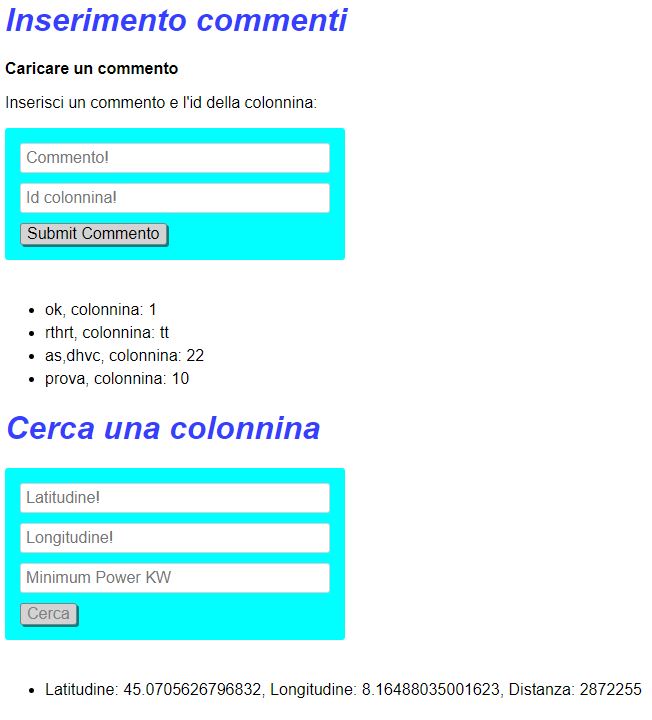 Inserimento commenti
Caricare un commento
Inserisci un commento e l'id della colonnina:
Commento!
Id colonnina!
Submit Commento
ok, colonnina: 1
rthrt, colonnina: tt
as,dhvc, colonnina: 22
prova, colonnina: 10
Cerca una colonnina
Latitudine!
Longitudine!
Minimum Power KW
Cerca
Latitudine: 45.0705626796832, Longitudine: 8.16488035001623, Distanza: 2872255